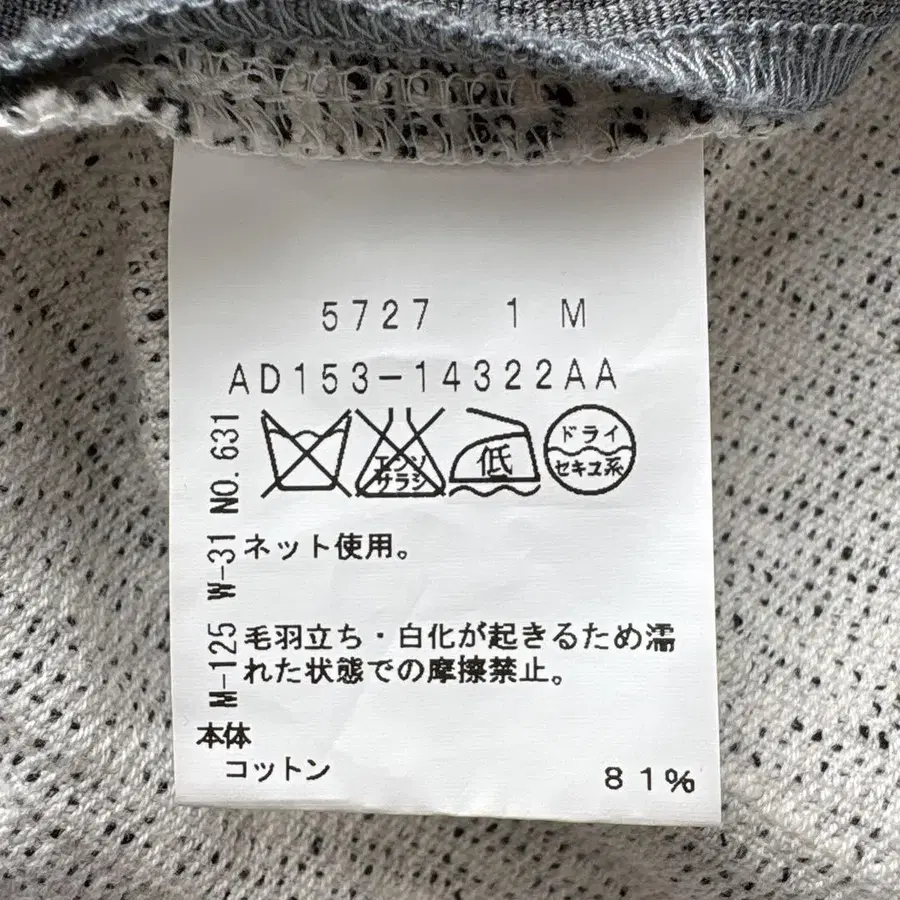 5727 1 M
AD153-14322AA
エンソ
サラシ
低
ドライ
セキユ系
M-125 W-31 NO.631
ネット使用。
毛羽立ち・白化が起きるため濡
れた状態での摩擦禁止。
本体
コットン 81%